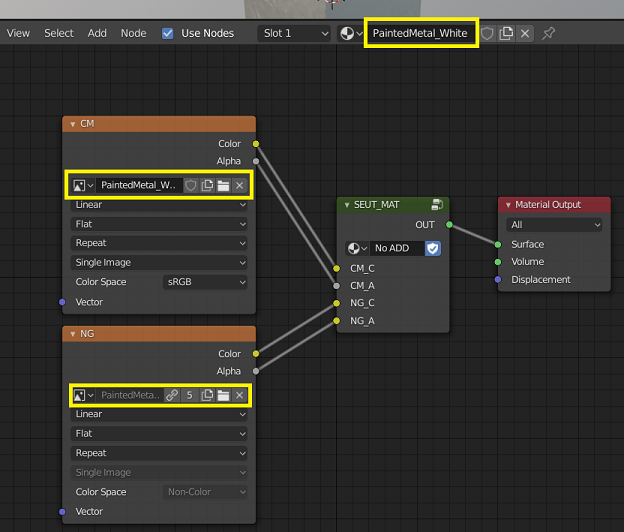 View Select Add Node Use Nodes Slot 1 PaintedMetal_White
CM
Color
Alpha
PaintedMetal_W..
Linear
Flat
Repeat
Single Image
Color Space sRGB
Vector
NG
Color
Alpha
PaintedMeta.. 5
Linear
Flat
Repeat
Single Image
Color Space Non-Color
Vector
SEUT_MAT
OUT
No ADD
CM_C
CM_A
NG_C
NG_A
Material Output
All
Surface
Volume
Displacement